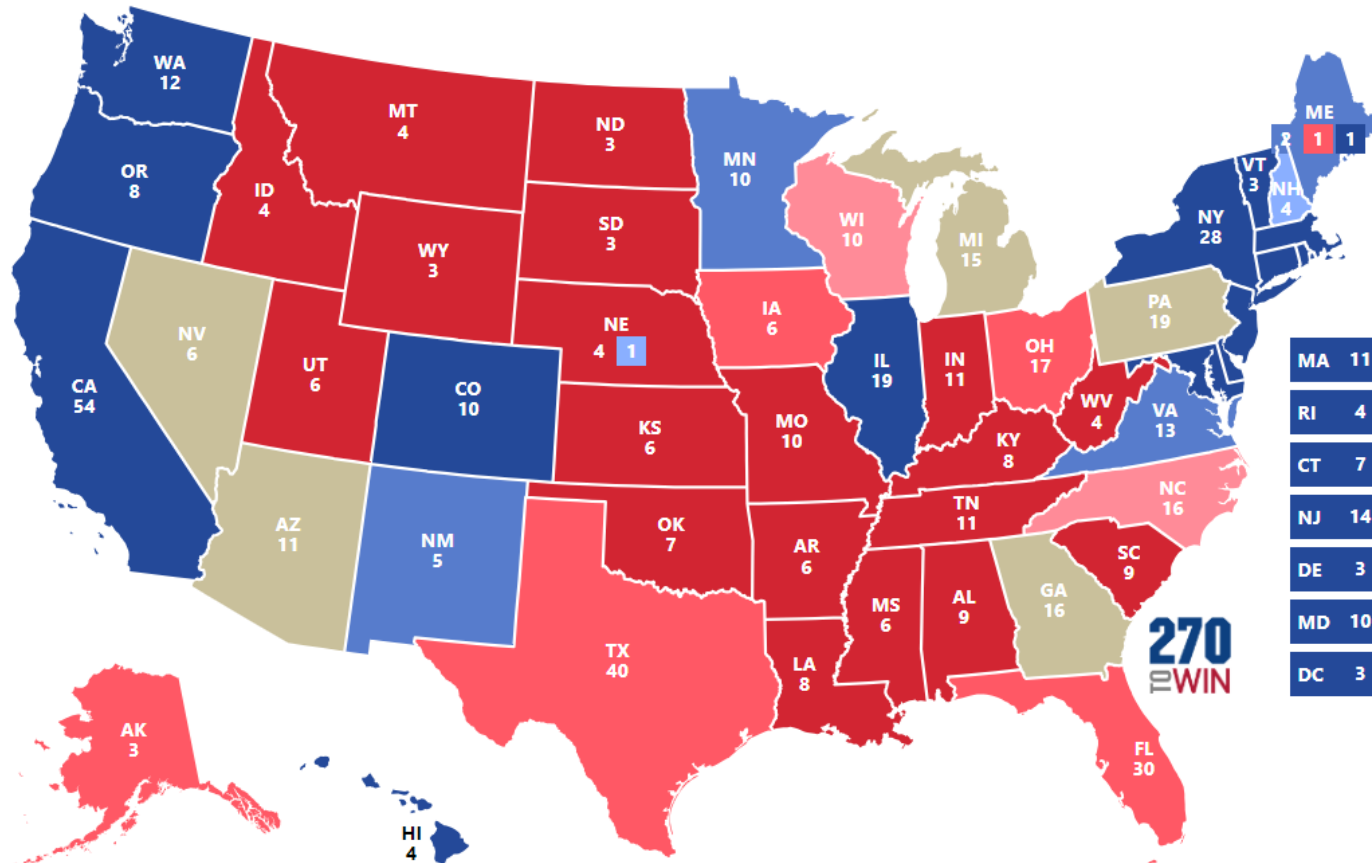 WA
12
MT
4
ND
3
MN
10
ME
2 1 1
VT
3
NH
4
OR
8
ID
4
SD
3
WI
10
NY
28
MI
15
WY
3
PA
19
IA
6
NE
4 1
NV
6
OH
17
IL
19
IN
11
UT
6
MA 11
CA
54
CO
10
WV
4
VA
13
RI 4
KS
6
MO
10
KY
8
CT 7
NC
16
TN
11
NJ 14
AZ
11
NM
5
OK
7
AR
6
SC
9
DE 3
MS
6
AL
9
GA
16
MD 10
270
TO WIN
TX
40
LA
8
DC 3
AK
3
FL
30
HI
4